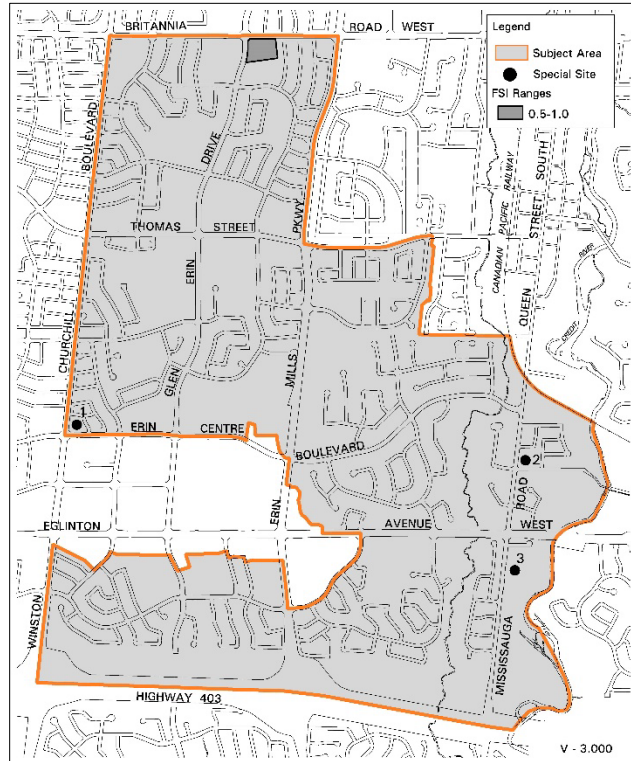 BRITANNIA ROAD WEST
Legend
Subject Area
Special Site
FSI Ranges
0.5-1.0
BOULEVARD
DRIVE
PKWY
CANADIAN PACIFIC RAILWAY
STREET SOUTH
THOMAS STREET
RIVER
ERIN
QUEEN
CREDIT
CHURCHILL
GLEN
MILLS
1
ERIN CENTRE
BOULEVARD
2
ROAD
ERIN
EGLINTON AVENUE WEST
3
WINSTON
MISSISSAUGA
HIGHWAY 403
V - 3.000